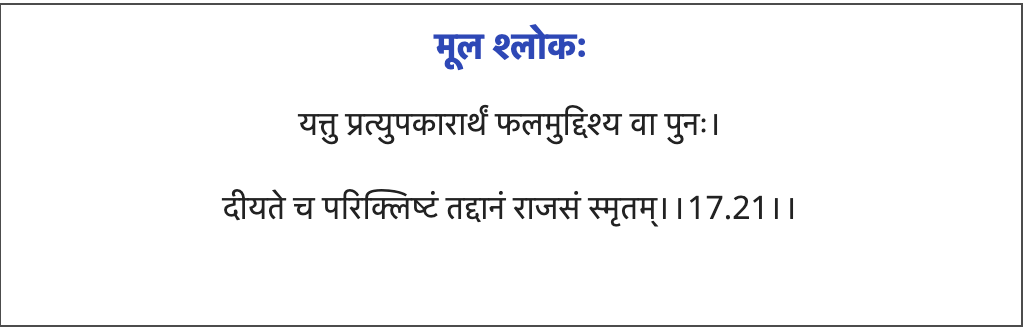 मूल श्लोकः
यत्तु प्रत्युपकारार्थं फलमुद्दिश्य वा पुनः।
दीयते च परिक्लिष्टं तद्दानं राजसं स्मृतम्।।17.21।।